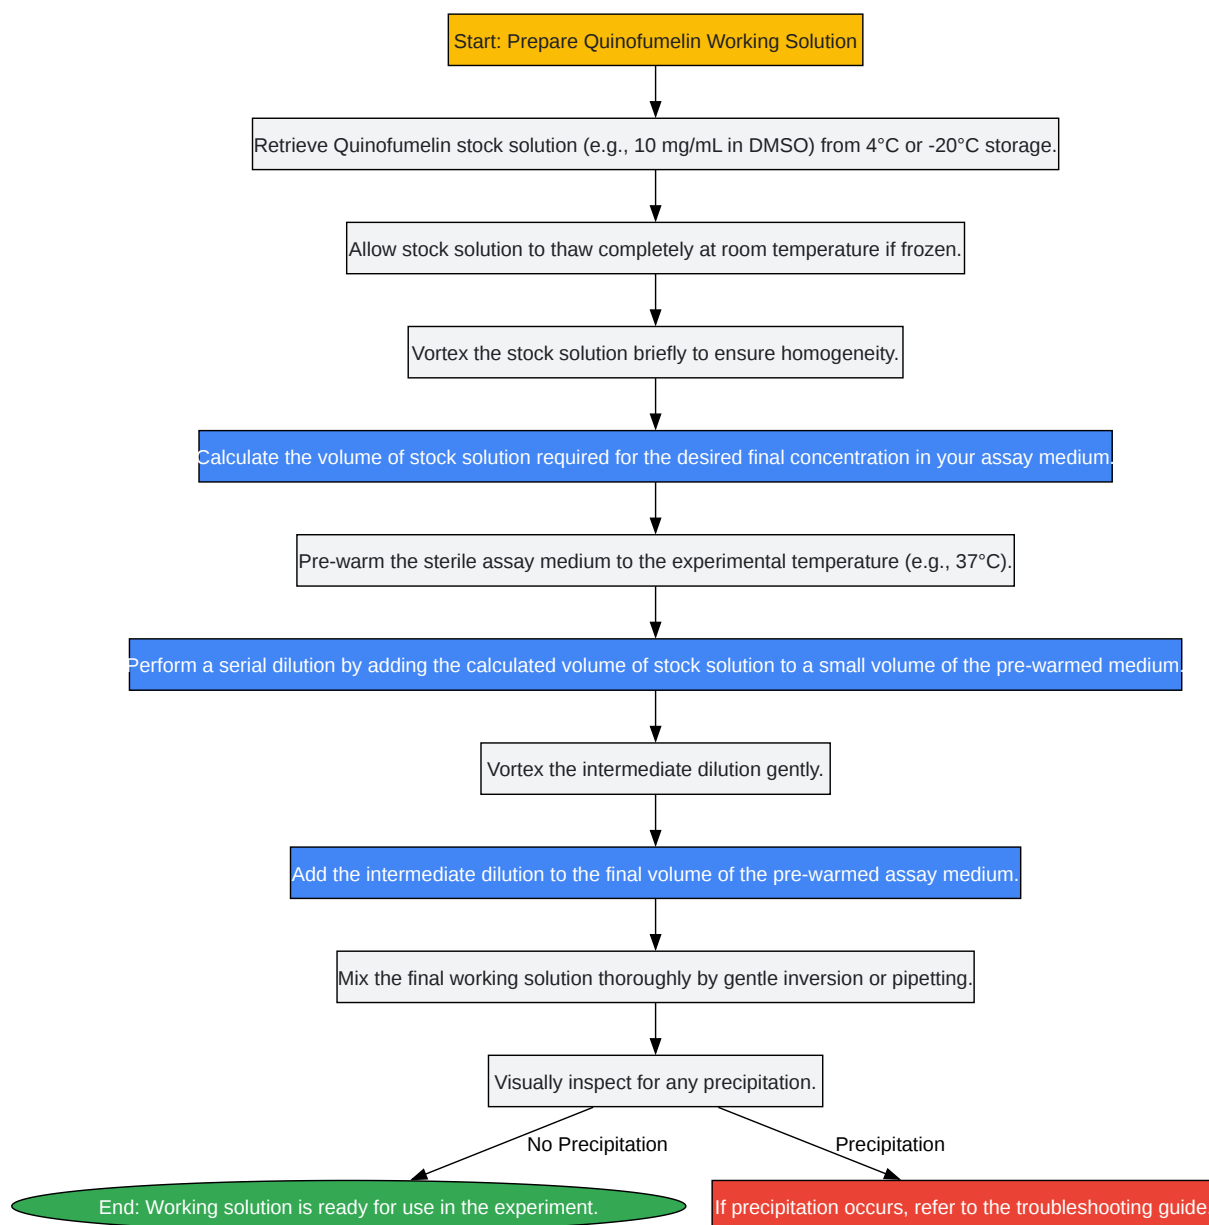 Start: Prepare Quinofumelin Working Solution
Retrieve Quinofumelin stock solution (e.g., 10 mg/mL in DMSO) from 4°C or -20°C storage.
Allow stock solution to thaw completely at room temperature if frozen.
Vortex the stock solution briefly to ensure homogeneity.
Calculate the volume of stock solution required for the desired final concentration in your assay medium.
Pre-warm the sterile assay medium to the experimental temperature (e.g., 37°C).
Perform a serial dilution by adding the calculated volume of stock solution to a small volume of the pre-warmed medium.
Vortex the intermediate dilution gently.
Add the intermediate dilution to the final volume of the pre-warmed assay medium.
Mix the final working solution thoroughly by gentle inversion or pipetting.
Visually inspect for any precipitation.
No Precipitation
Precipitation
End: Working solution is ready for use in the experiment.
If precipitation occurs, refer to the troubleshooting guide